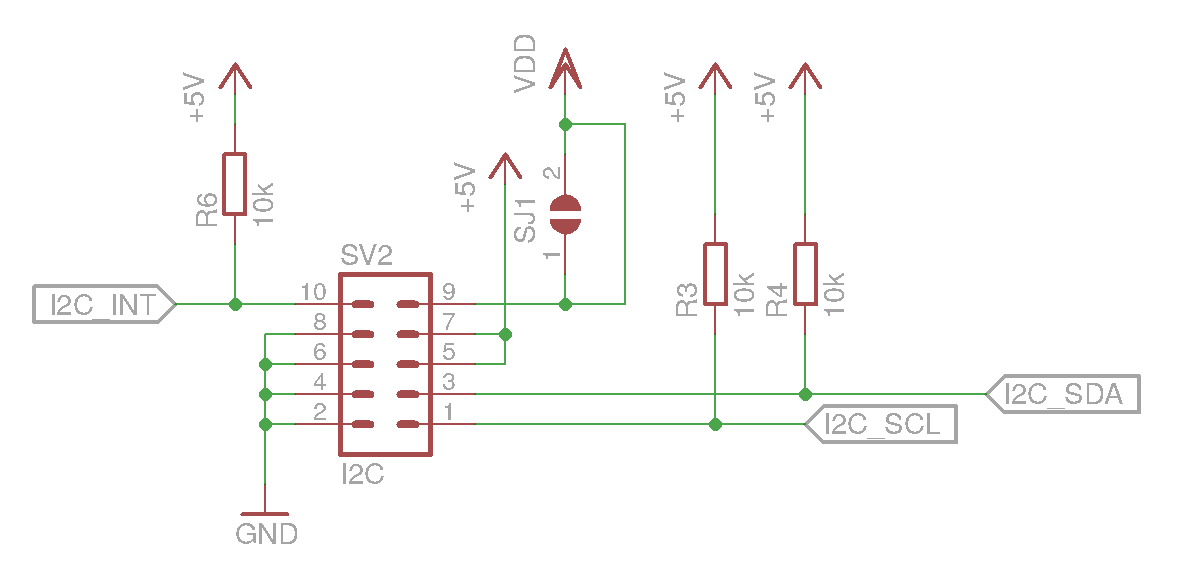 VDD
+5V
+5V
+5V
+5V
2
SJ1
1
R6
10k
SV2
I2C_INT
10
9
8
7
6
5
4
3
2
1
R3
10k
R4
10k
I2C_SDA
I2C_SCL
I2C
GND